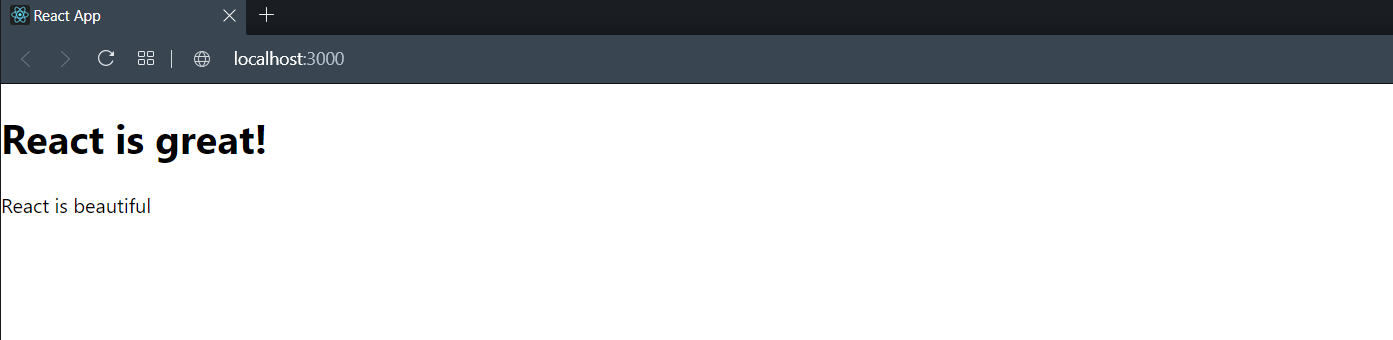 React App
localhost:3000
React is great!
React is beautiful